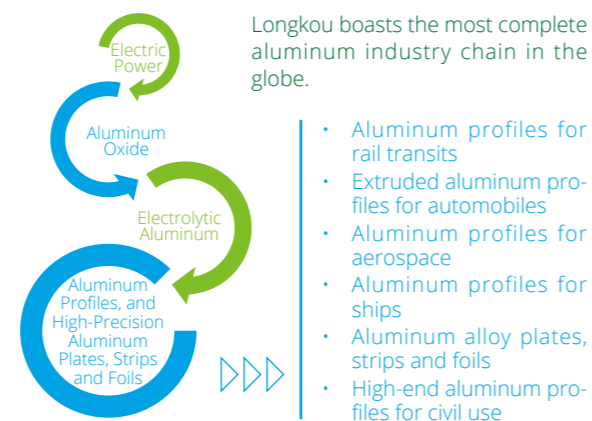 Electric
Power
Aluminum
Oxide
Electrolytic
Aluminum
Aluminum
Profiles, and
High-Precision
Aluminum
Plates, Strips
and Foils
Longkou boasts the most complete
aluminum industry chain in the
globe.
• Aluminum profiles for
rail transits
• Extruded aluminum pro-
files for automobiles
• Aluminum profiles for
aerospace
• Aluminum profiles for
ships
• Aluminum alloy plates,
strips and foils
• High-end aluminum pro-
files for civil use